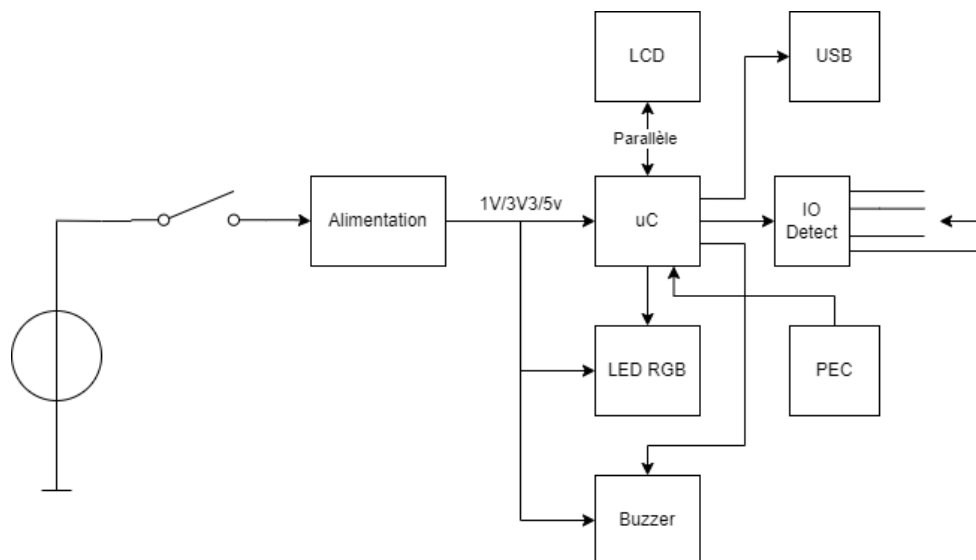 LCD
USB
Parallèle
1V/3V3/5v
Alimentation
uC
IO
Detect
LED RGB
PEC
Buzzer